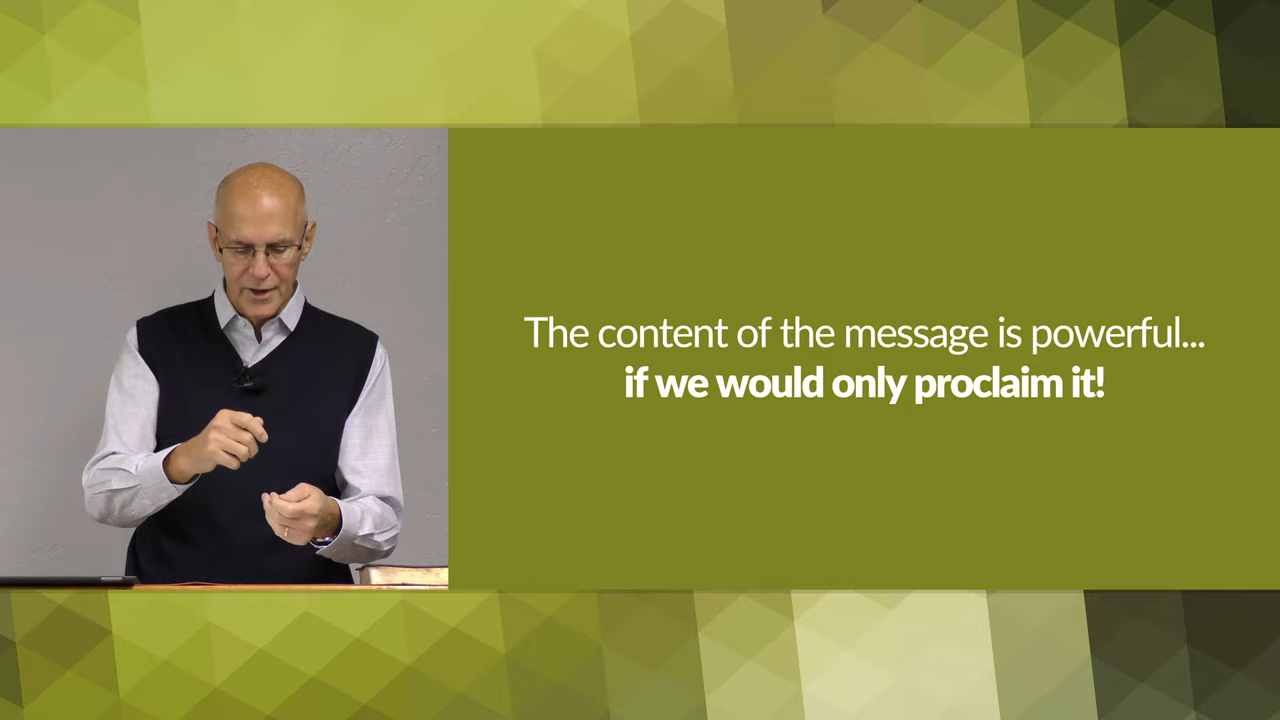 The content of the message is powerful...
if we would only proclaim it!